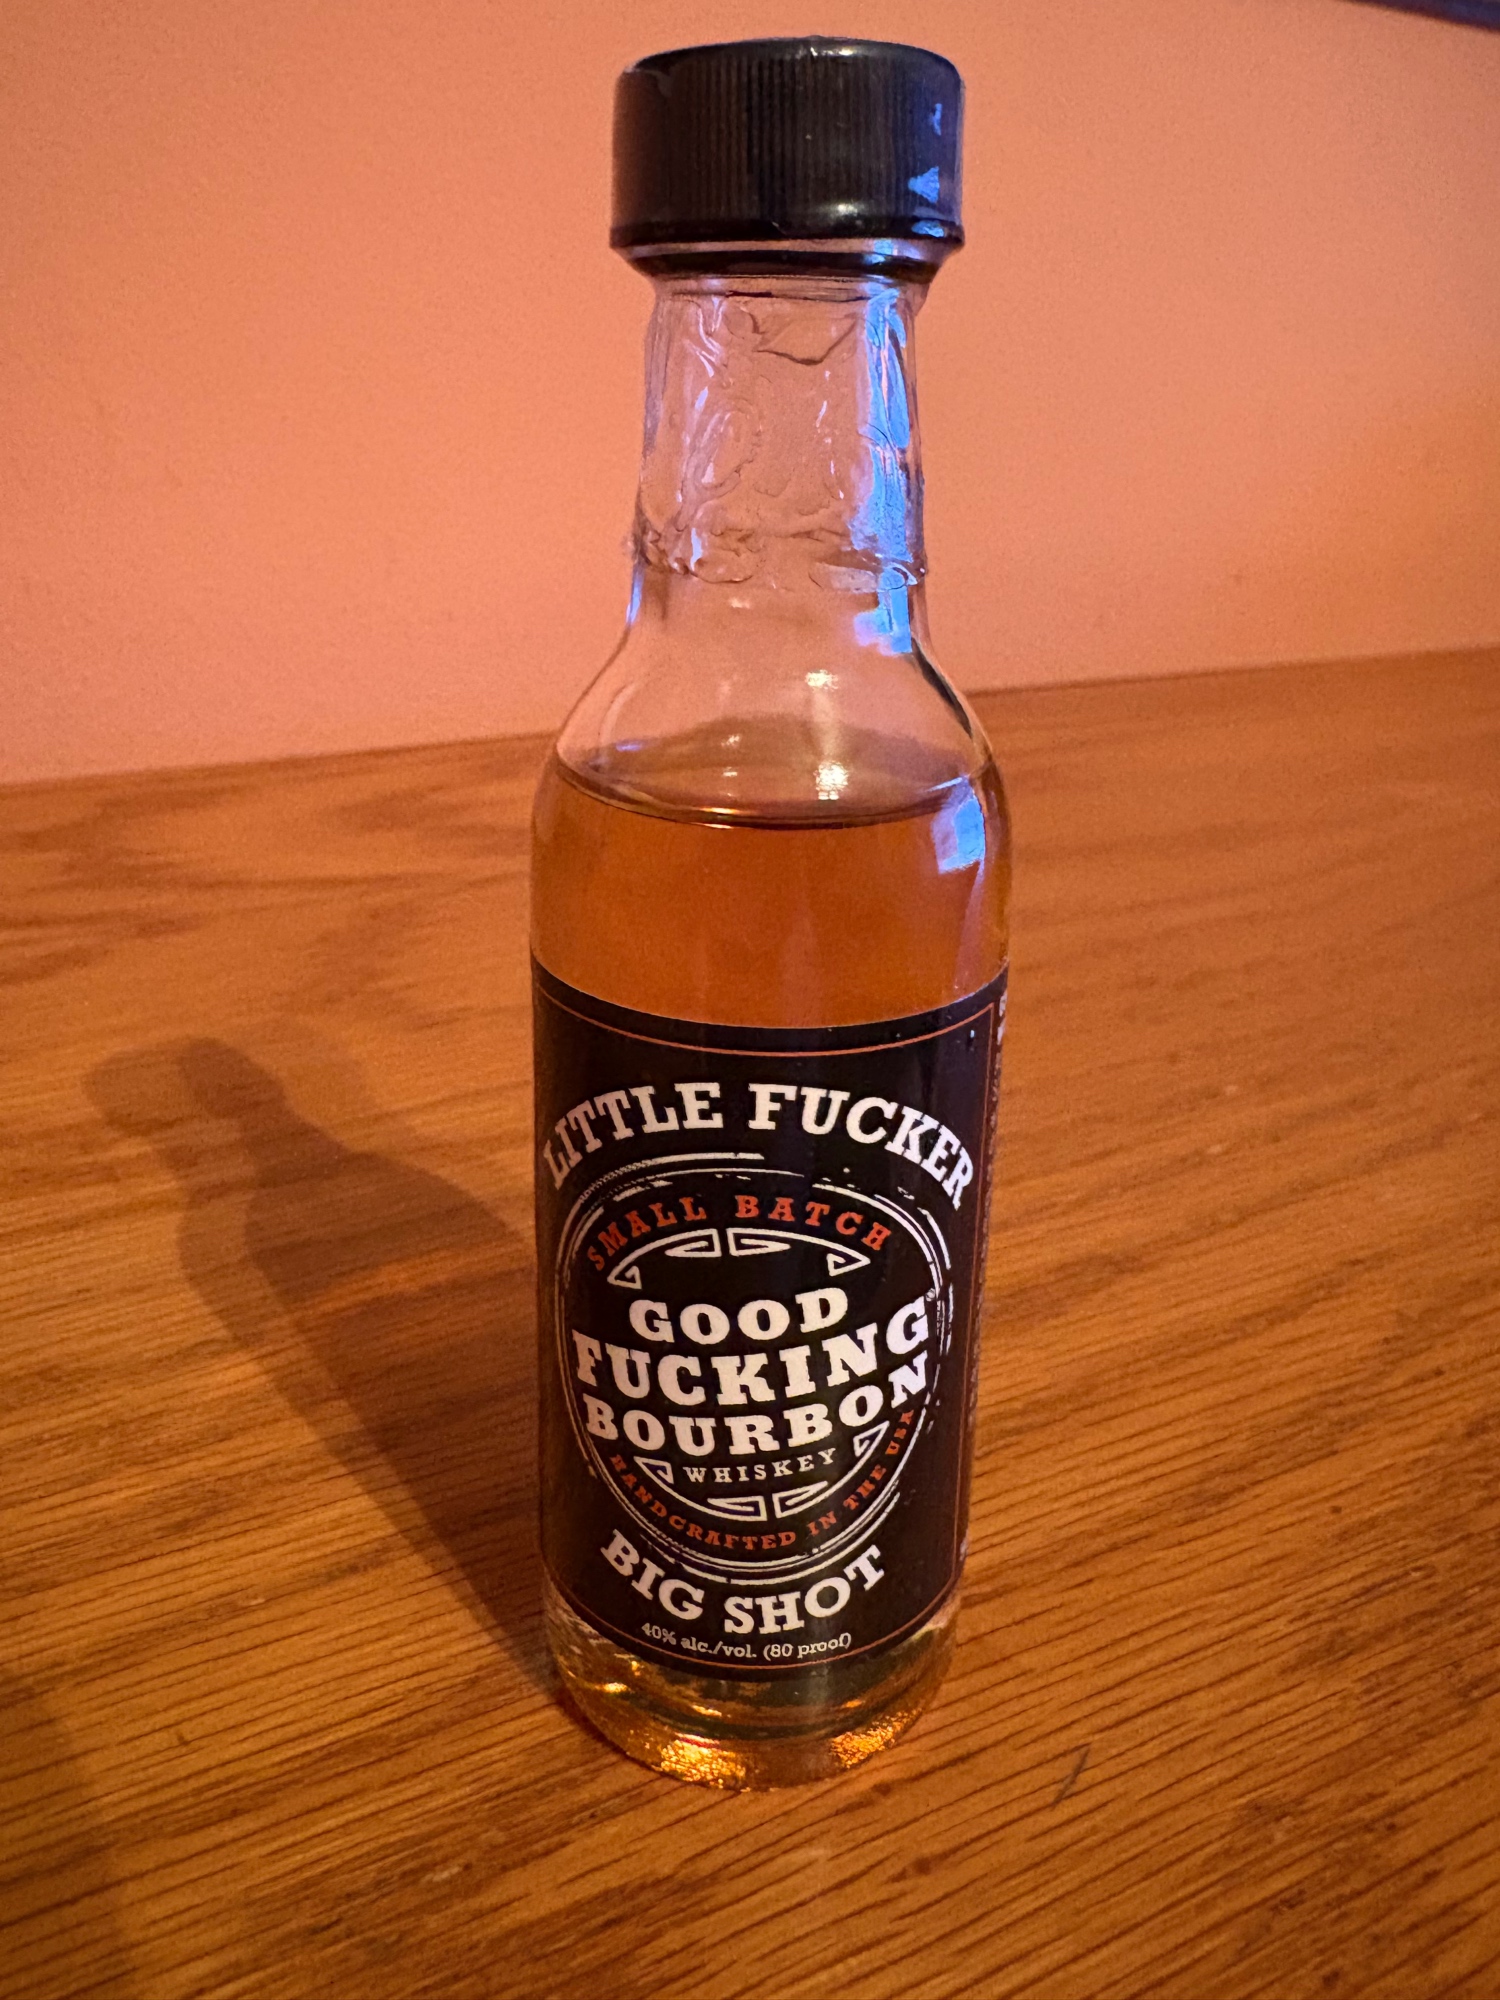 LITTLE FUCKER
SMALL BATCH
GOOD
FUCKING®
BOURBON
WHISKEY
HANDCRAFTED IN THE USA
BIG SHOT
40% alc./vol. (80 proof)